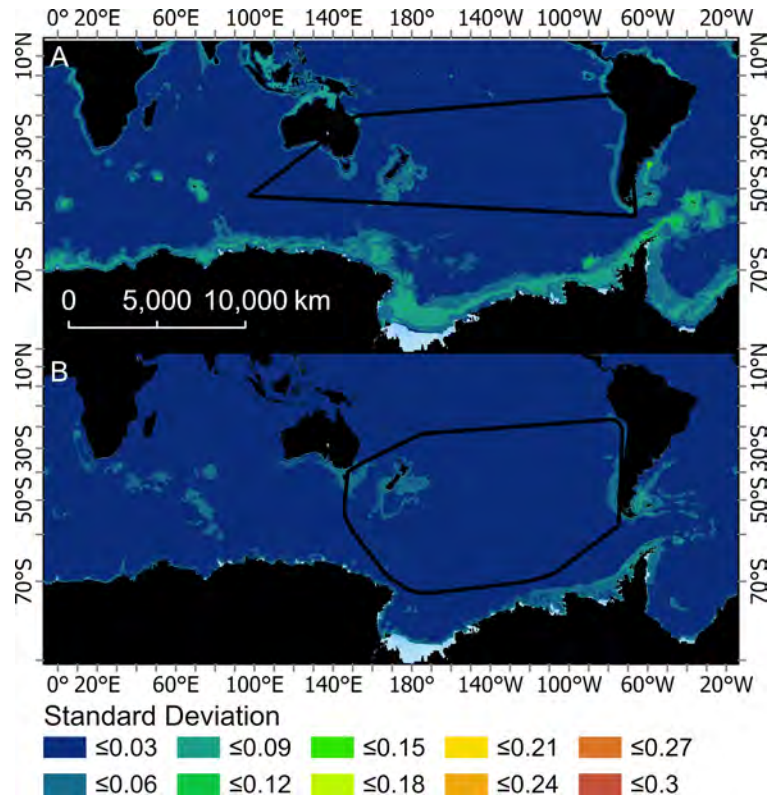 0° 20°E 60°E 100°E 140°E 180° 140°W 100°W 60°W 20°W
A
10°N 10°N
10°S 10°S
30°S 30°S
50°S 50°S
70°S 70°S
0 5,000 10,000 km
B
10°N 10°N
10°S 10°S
30°S 30°S
50°S 50°S
70°S 70°S
0° 20°E 60°E 100°E 140°E 180° 140°W 100°W 60°W 20°W
Standard Deviation
≤0.03 ≤0.09 ≤0.15 ≤0.21 ≤0.27
≤0.06 ≤0.12 ≤0.18 ≤0.24 ≤0.3